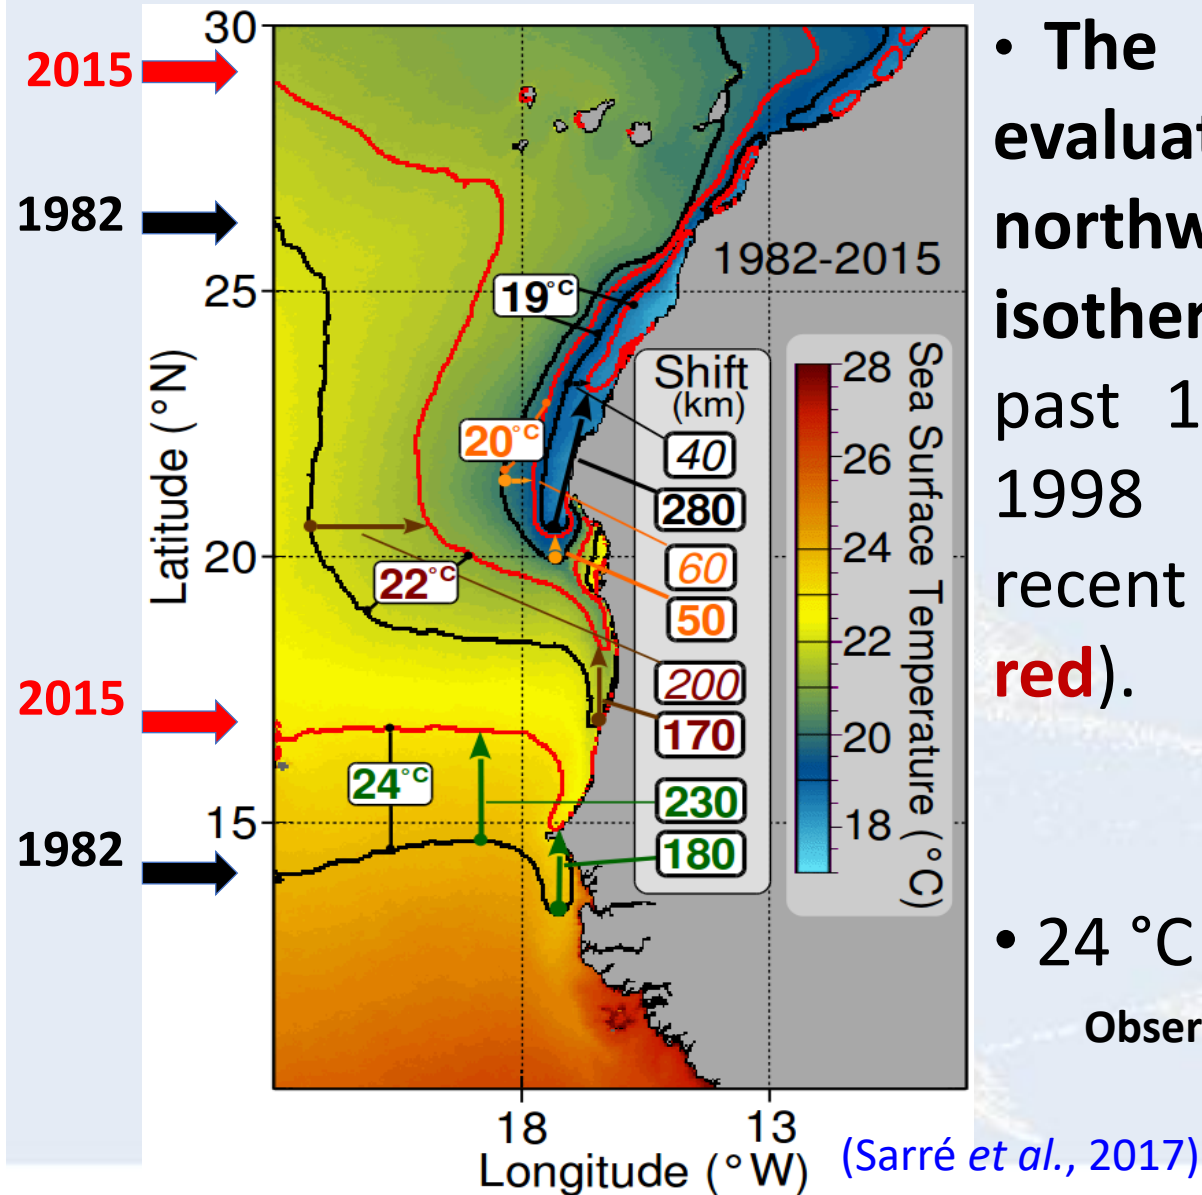 2015
1982
2015
1982
Latitude (°N)
30
25
20
15
1982-2015
19°C
20°C
22°C
24°C
Shift
(km)
40
280
60
50
200
170
230
180
28
26
24
22
20
18
Sea Surface Temperature (°C)
18
13
Longitude (°W)
(Sarré et al., 2017)
• The
evaluat
northw
isother
past 1
1998
recent
red).
• 24 °C
Obser